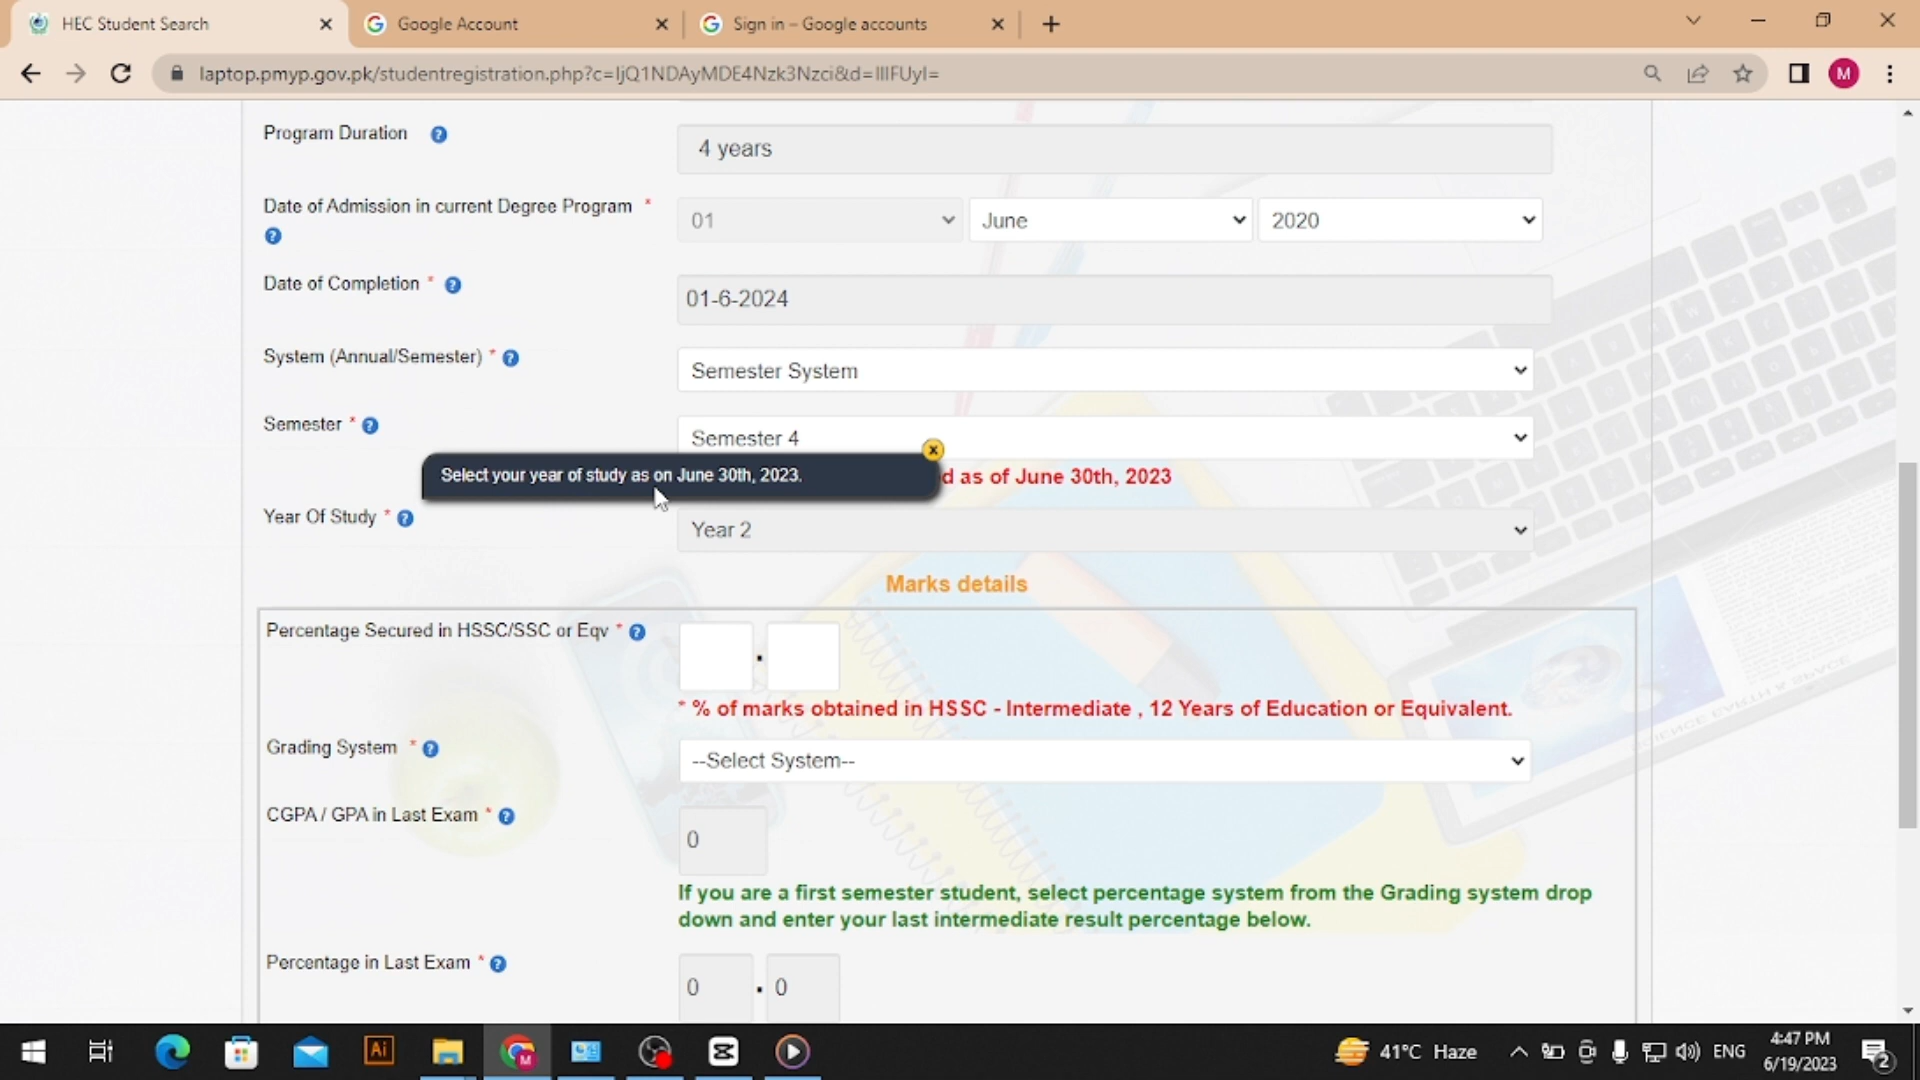 HEC Student Search
Google Account
Sign in – Google accounts
laptop.pmyp.gov.pk/studentregistration.php?c=IjQ1NDAyMDE4Nzk3Nzci&d=IlIFUyI=
M
Program Duration
4 years
Date of Admission in current Degree Program *
01
June
2020
Date of Completion *
01-6-2024
System (Annual/Semester) *
Semester System
Semester *
Semester 4
Select your year of study as on June 30th, 2023.
d as of June 30th, 2023
Year Of Study *
Year 2
Marks details
Percentage Secured in HSSC/SSC or Eqv *
.
* % of marks obtained in HSSC - Intermediate , 12 Years of Education or Equivalent.
Grading System *
--Select System--
CGPA / GPA in Last Exam *
0
If you are a first semester student, select percentage system from the Grading system drop
down and enter your last intermediate result percentage below.
Percentage in Last Exam *
0 . 0
Ai
M
41°C Haze
ENG
4:47 PM
6/19/2023
2